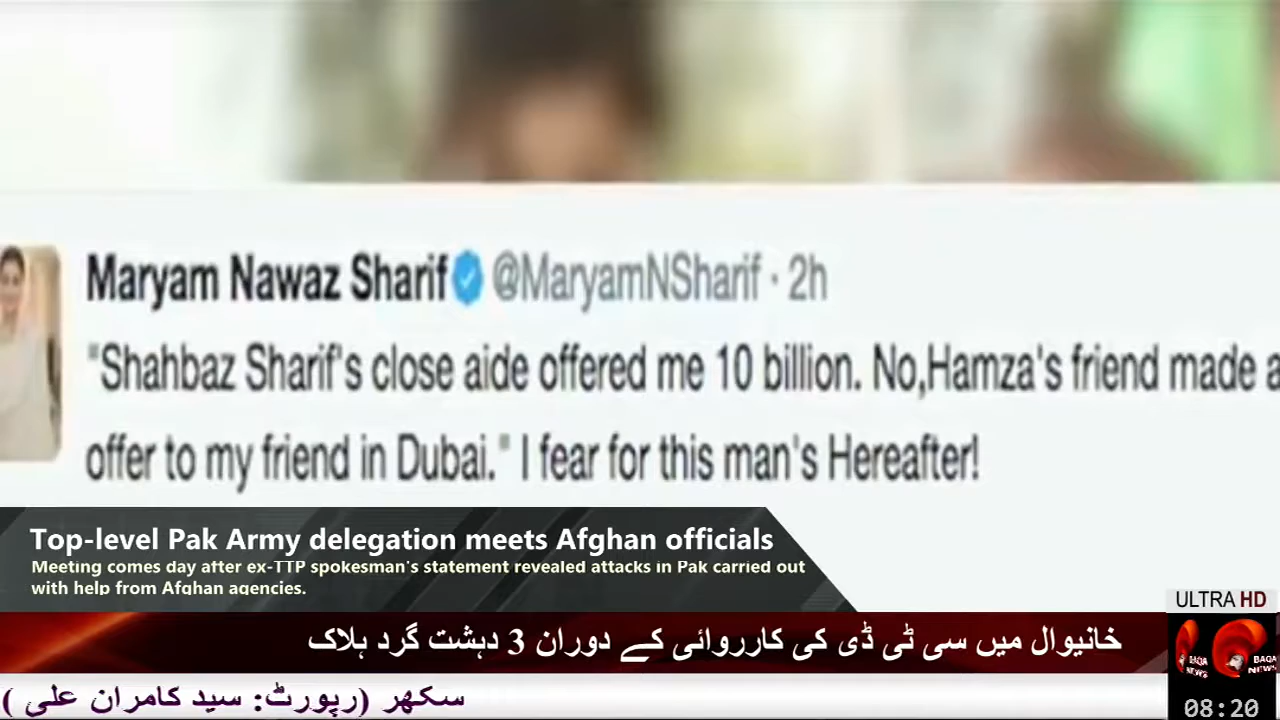 Maryam Nawaz Sharif @MaryamNSharif · 2h
"Shahbaz Sharif's close aide offered me 10 billion. No,Hamza's friend made a
offer to my friend in Dubai." I fear for this man's Hereafter!
Top-level Pak Army delegation meets Afghan officials
Meeting comes day after ex-TTP spokesman's statement revealed attacks in Pak carried out
with help from Afghan agencies.
ULTRA HD
خانیوال میں سی ٹی ڈی کی کارروائی کے دوران 3 دہشت گرد ہلاک
BAQA NEWS
BAQA NEWS
سکھر (رپورٹ: سید کامران علی )
08:20